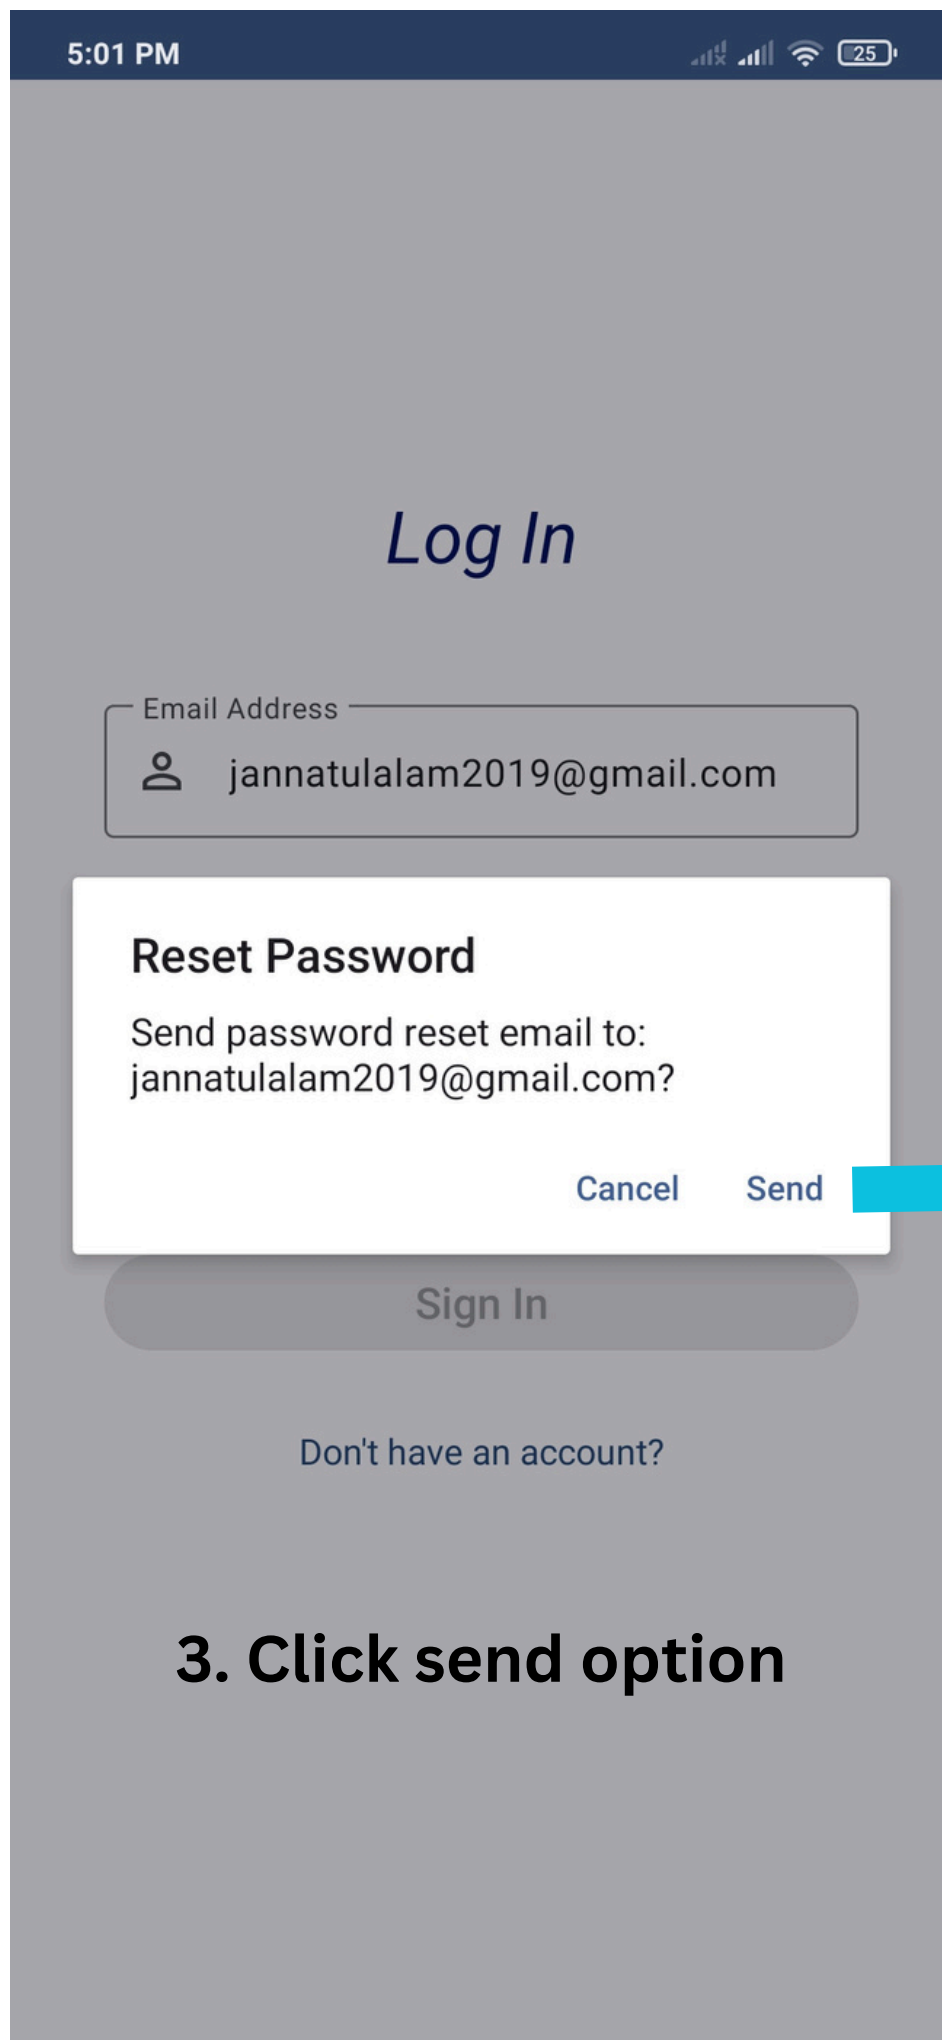 5:01 PM
25
Log In
Email Address
jannatulalam2019@gmail.com
Reset Password
Send password reset email to:
jannatulalam2019@gmail.com?
Cancel Send
Sign In
Don't have an account?
3. Click send option